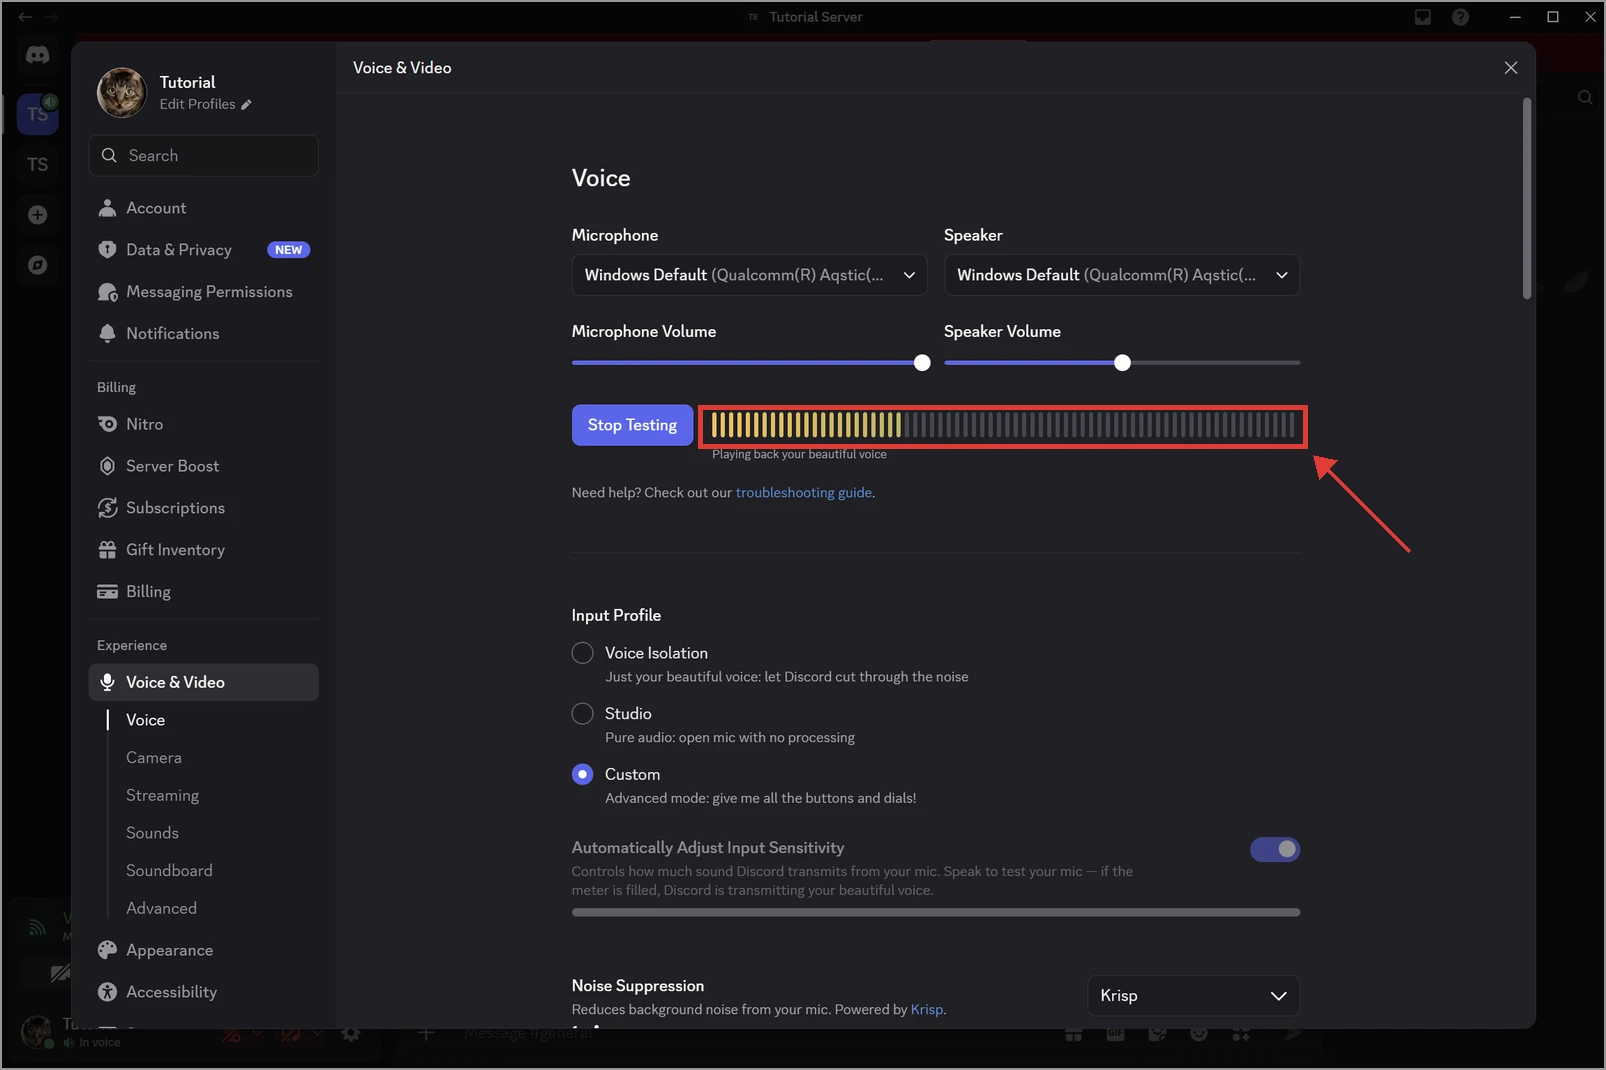 TS Tutorial Server
Voice & Video
Tutorial
Edit Profiles
TS
TS
Search
Account
Data & Privacy NEW
Messaging Permissions
Notifications
Billing
Nitro
Server Boost
Subscriptions
Gift Inventory
Billing
Experience
Voice & Video
Voice
Camera
Streaming
Sounds
Soundboard
Advanced
Appearance
Accessibility
In voice
Voice
Microphone
Speaker
Windows Default (Qualcomm(R) Aqstic(...
Windows Default (Qualcomm(R) Aqstic(...
Microphone Volume
Speaker Volume
Stop Testing
Playing back your beautiful voice
Need help? Check out our troubleshooting guide.
Input Profile
Voice Isolation
Just your beautiful voice: let Discord cut through the noise
Studio
Pure audio: open mic with no processing
Custom
Advanced mode: give me all the buttons and dials!
Automatically Adjust Input Sensitivity
Controls how much sound Discord transmits from your mic. Speak to test your mic — if the
meter is filled, Discord is transmitting your beautiful voice.
Noise Suppression
Krisp
Reduces background noise from your mic. Powered by Krisp.
Message #general
GIF